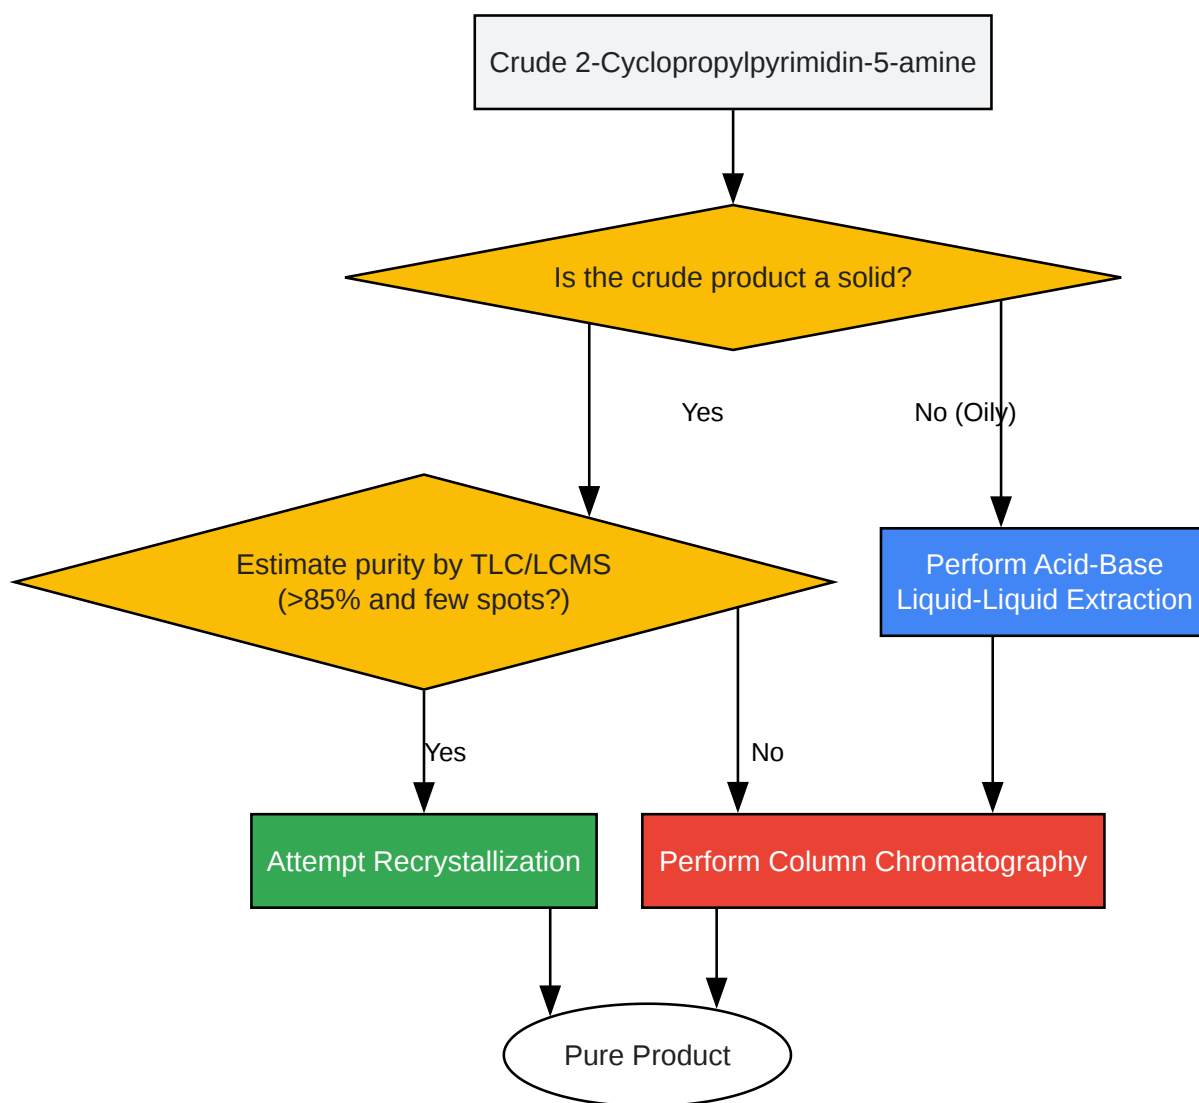 Crude 2-Cyclopropylpyrimidin-5-amine
Is the crude product a solid?
Yes
No (Oily)
Estimate purity by TLC/LCMS
(>85% and few spots?)
Perform Acid-Base
Liquid-Liquid Extraction
Yes
No
Attempt Recrystallization
Perform Column Chromatography
Pure Product